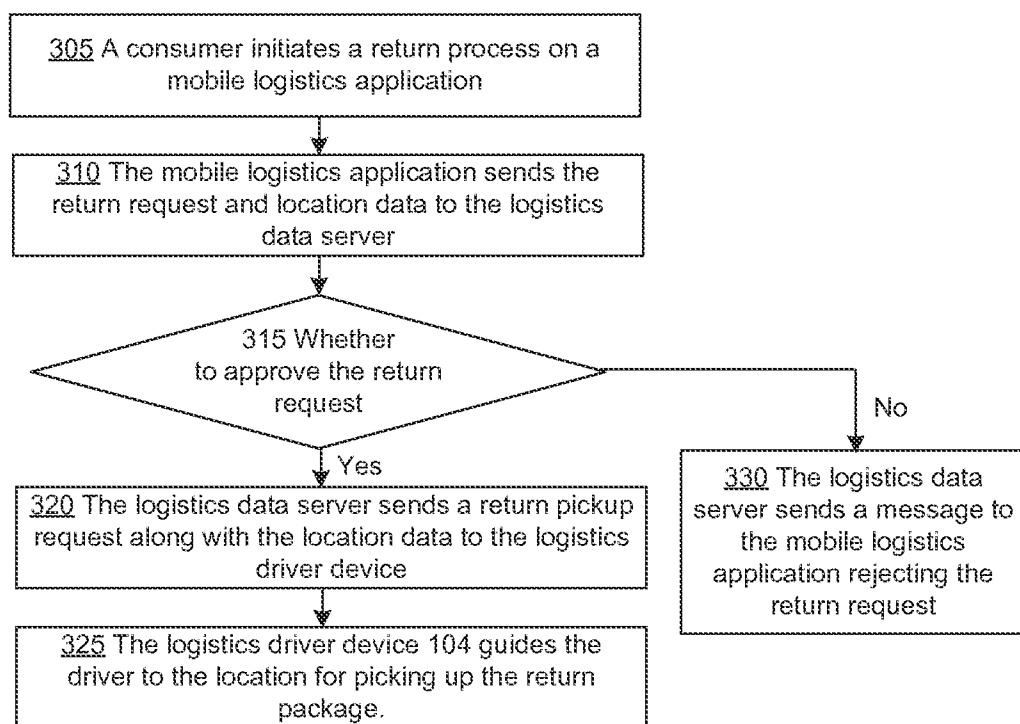 305 A consumer initiates a return process on a
mobile logistics application
310 The mobile logistics application sends the
return request and location data to the logistics
data server
315 Whether
to approve the return
request
No
Yes
320 The logistics data server sends a return pickup
request along with the location data to the logistics
driver device
330 The logistics data
server sends a message to
the mobile logistics
application rejecting the
return request
325 The logistics driver device 104 guides the
driver to the location for picking up the return
package.